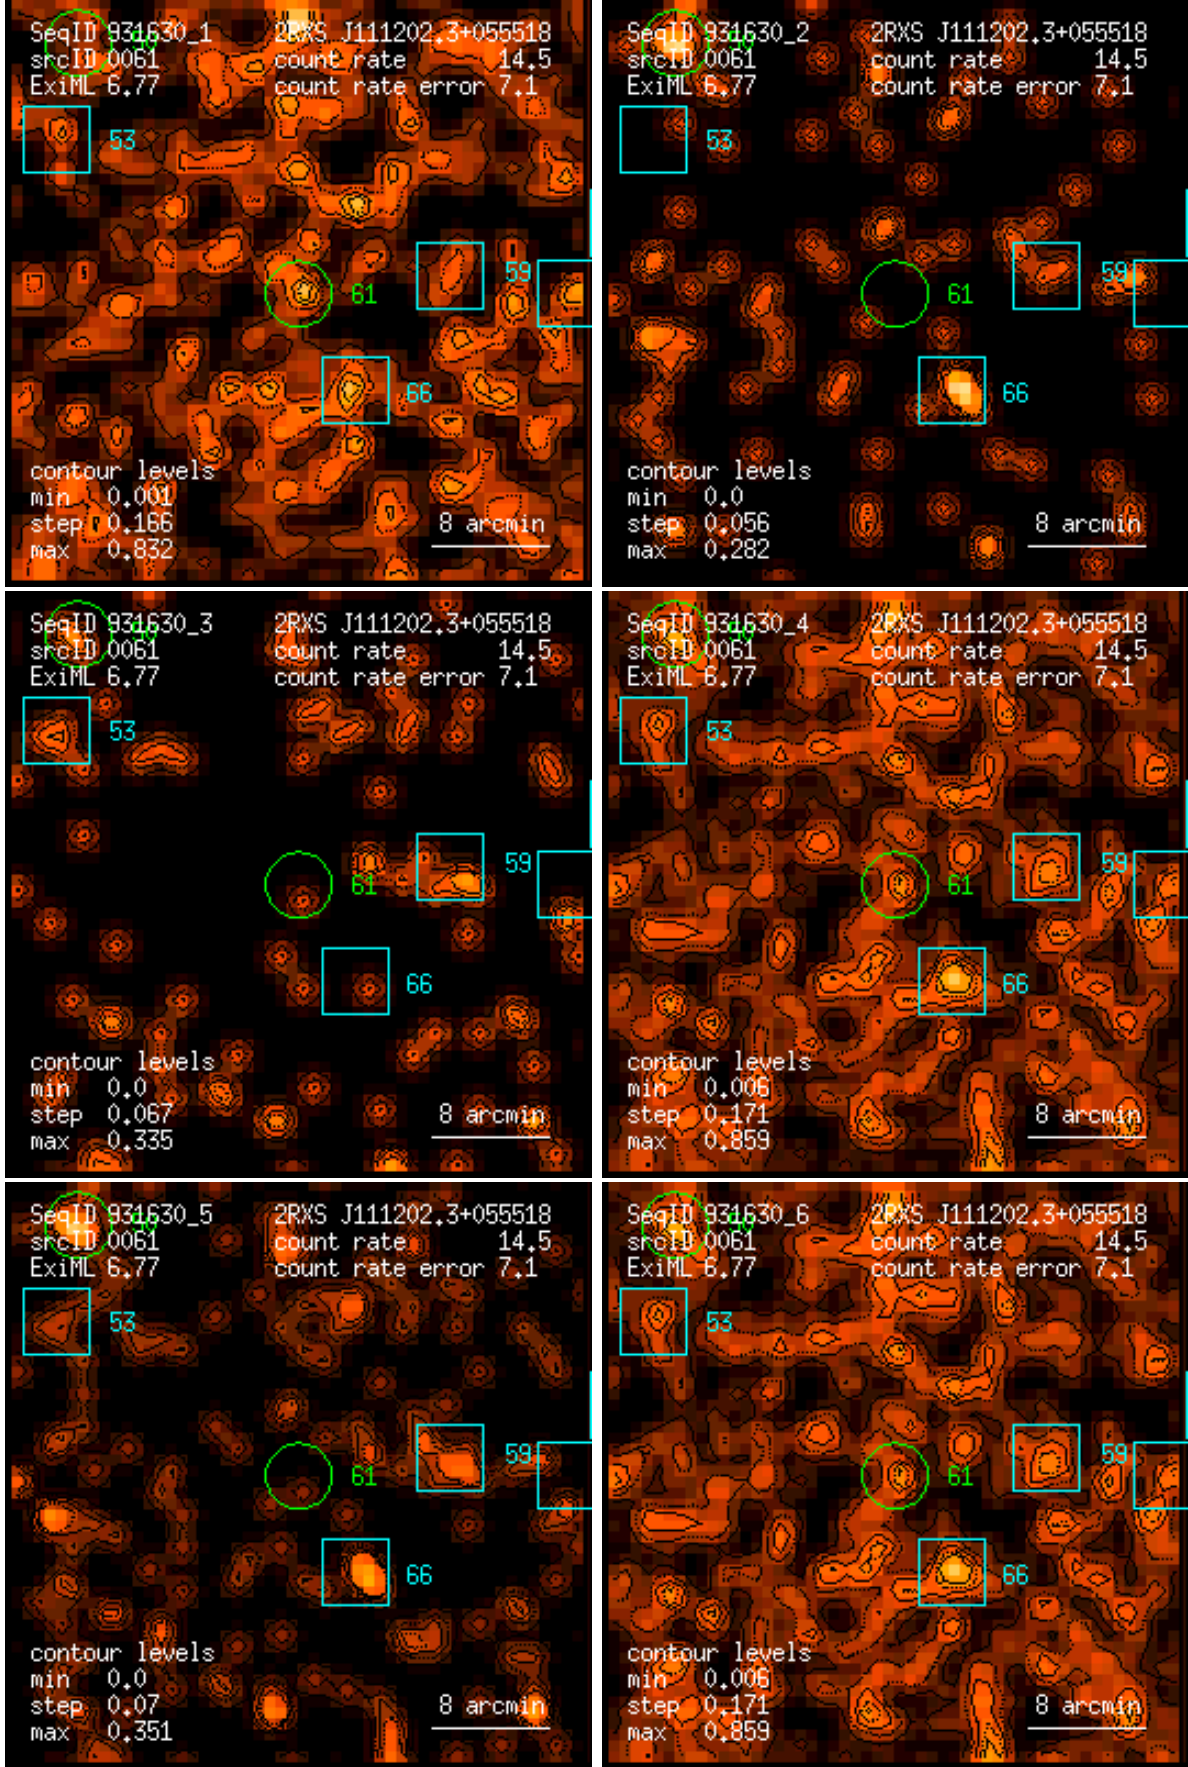 SeqID 931630_1 2RXS J111202.3+055518
srcID 0061 count rate 14.5
ExiML 6.77 count rate error 7.1
53
59
61
66
contour levels
min 0.001
step 0.166
max 0.832
8 arcmin
SeqID 931630_2 2RXS J111202.3+055518
srcID 0061 count rate 14.5
ExiML 6.77 count rate error 7.1
53
59
61
66
contour levels
min 0.0
step 0.056
max 0.282
8 arcmin
SeqID 931630_3 2RXS J111202.3+055518
srcID 0061 count rate 14.5
ExiML 6.77 count rate error 7.1
53
59
61
66
contour levels
min 0.0
step 0.067
max 0.335
8 arcmin
SeqID 931630_4 2RXS J111202.3+055518
srcID 0061 count rate 14.5
ExiML 6.77 count rate error 7.1
53
59
61
66
contour levels
min 0.006
step 0.171
max 0.859
8 arcmin
SeqID 931630_5 2RXS J111202.3+055518
srcID 0061 count rate 14.5
ExiML 6.77 count rate error 7.1
53
59
61
66
contour levels
min 0.0
step 0.07
max 0.351
8 arcmin
SeqID 931630_6 2RXS J111202.3+055518
srcID 0061 count rate 14.5
ExiML 6.77 count rate error 7.1
53
59
61
66
contour levels
min 0.006
step 0.171
max 0.859
8 arcmin